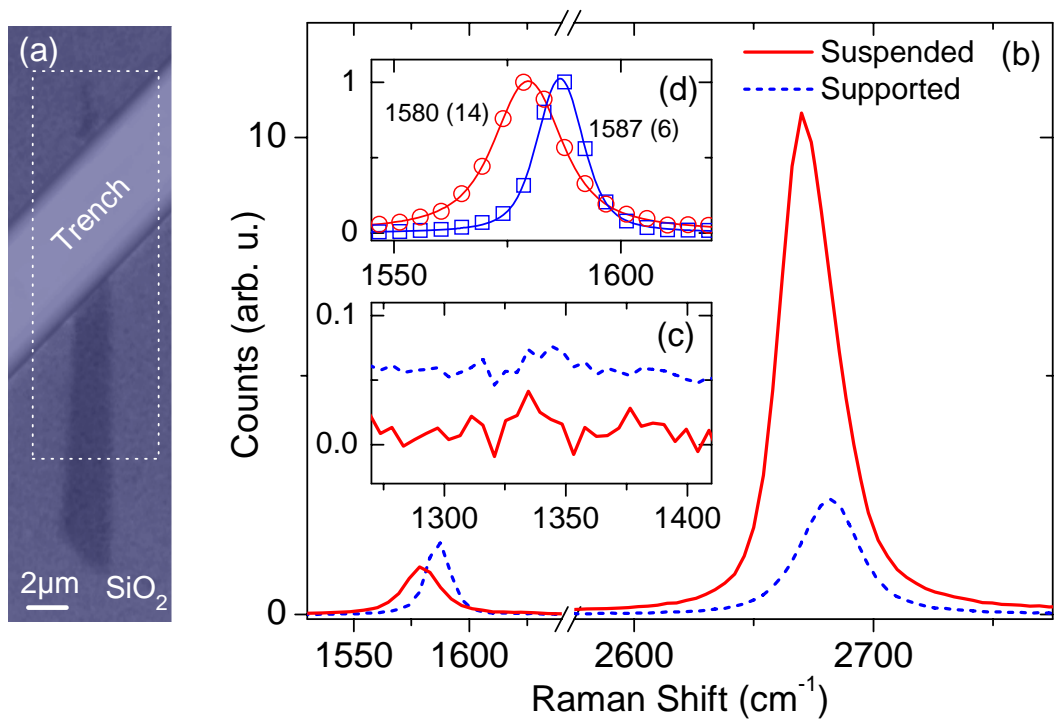 (a)
Trench
2μm
SiO2
Counts (arb. u.)
10
0
1550
1600
2600
2700
Raman Shift (cm-1)
Suspended
Supported
(b)
(d)
1
0
1580 (14)
1587 (6)
1550
1600
(c)
0.1
0.0
1300
1350
1400